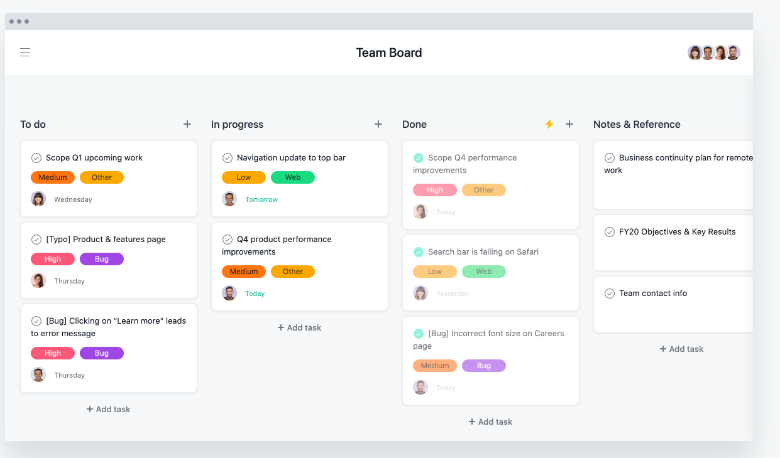 Team Board
To do
+
Scope Q1 upcoming work
Medium
Other
Wednesday
[Typo] Product & features page
High
Bug
Thursday
[Bug] Clicking on "Learn more" leads
to error message
High
Bug
Thursday
+ Add task
In progress
+
Navigation update to top bar
Low
Web
Tomorrow
Q4 product performance
improvements
Medium
Other
Today
+ Add task
Done
+
Scope Q4 performance
improvements
High
Other
Today
Search bar is failing on Safari
Low
Web
Yesterday
[Bug] Incorrect font size on Careers
page
Medium
Bug
Today
+ Add task
Notes & Reference
Business continuity plan for remote
work
FY20 Objectives & Key Results
Team contact info
+ Add task